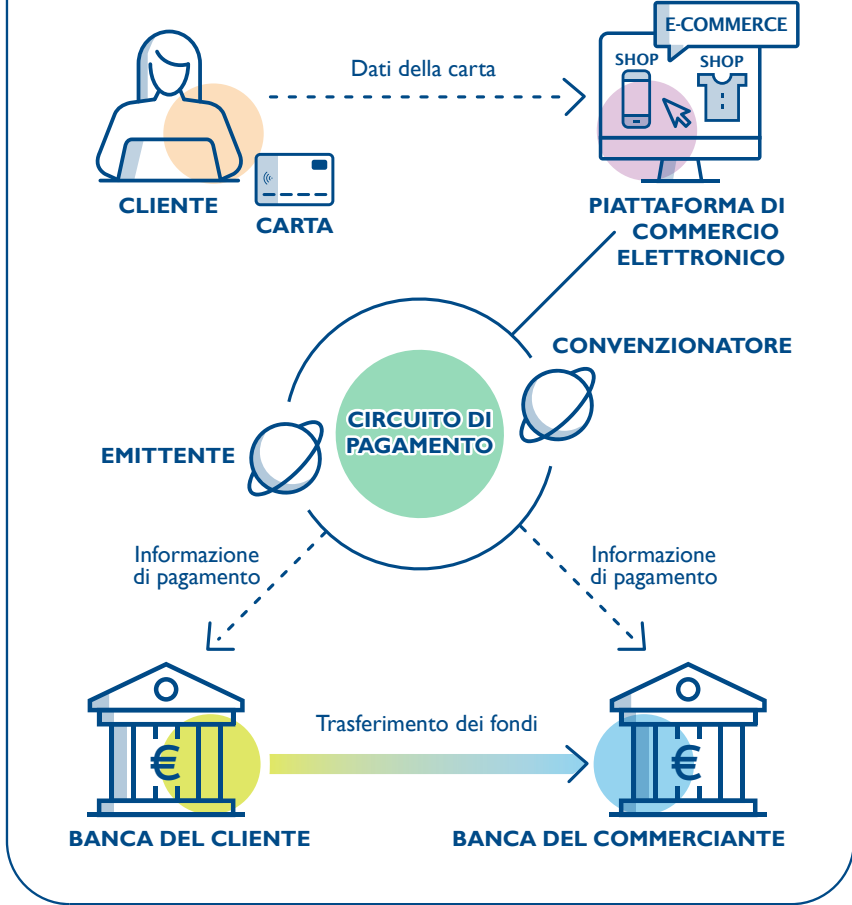 E-COMMERCE
SHOP
SHOP
Dati della carta
CLIENTE
CARTA
PIATTAFORMA DI
COMMERCIO
ELETTRONICO
CONVENZIONATORE
CIRCUITO DI
PAGAMENTO
EMITTENTE
Informazione
di pagamento
Informazione
di pagamento
€
Trasferimento dei fondi
€
BANCA DEL CLIENTE
BANCA DEL COMMERCIANTE